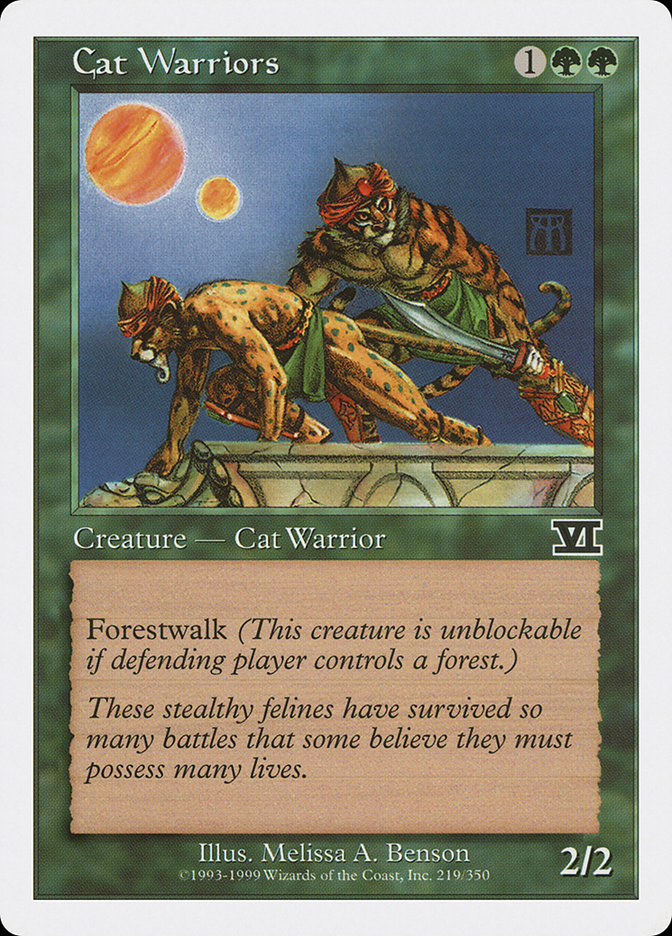 Cat Warriors 1
Creature — Cat Warrior VI
Forestwalk (This creature is unblockable
if defending player controls a forest.)
These stealthy felines have survived so
many battles that some believe they must
possess many lives.
Illus. Melissa A. Benson
©1993-1999 Wizards of the Coast, Inc. 219/350
2/2